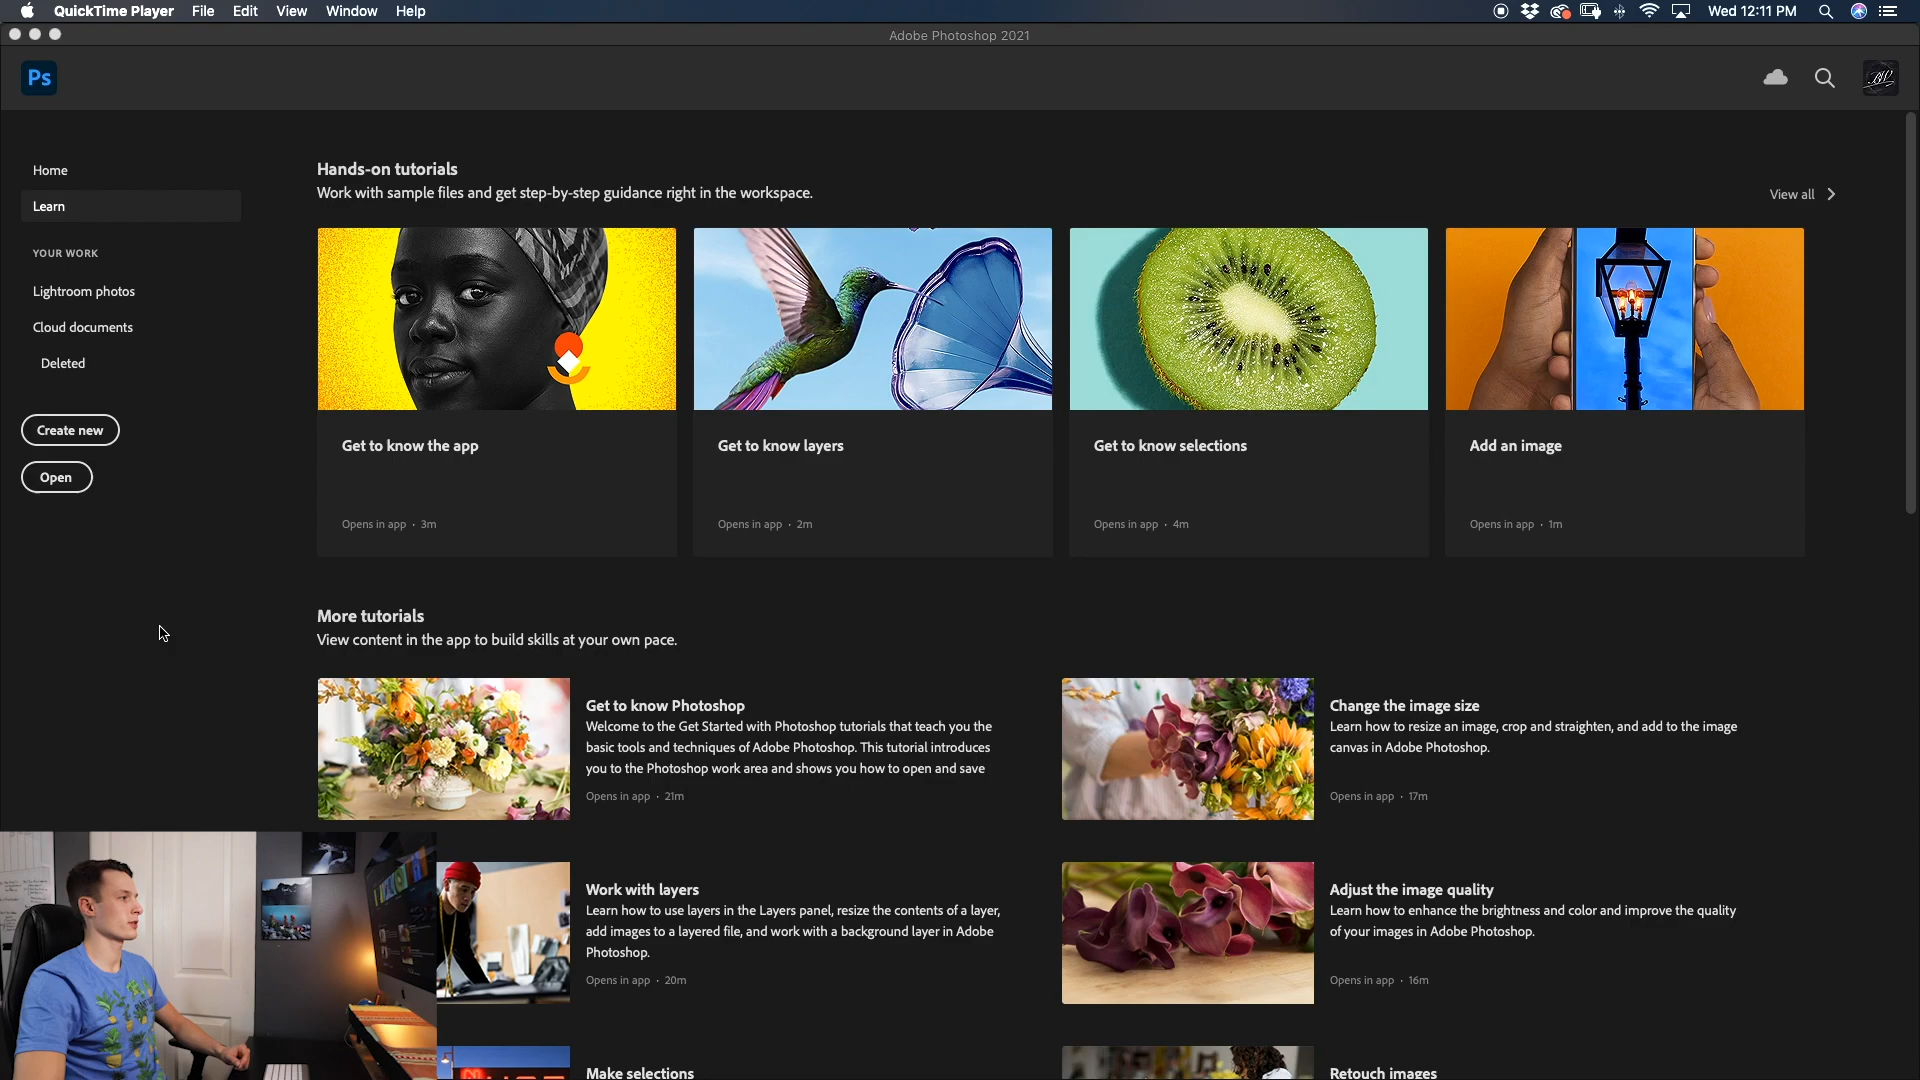 QuickTime Player File Edit View Window Help
Wed 12:11 PM
Adobe Photoshop 2021
Ps
Home
Learn
YOUR WORK
Lightroom photos
Cloud documents
Deleted
Create new
Open
Hands-on tutorials
Work with sample files and get step-by-step guidance right in the workspace.
View all
Get to know the app
Opens in app · 3m
Get to know layers
Opens in app · 2m
Get to know selections
Opens in app · 4m
Add an image
Opens in app · 1m
More tutorials
View content in the app to build skills at your own pace.
Get to know Photoshop
Welcome to the Get Started with Photoshop tutorials that teach you the
basic tools and techniques of Adobe Photoshop. This tutorial introduces
you to the Photoshop work area and shows you how to open and save
Opens in app · 21m
Change the image size
Learn how to resize an image, crop and straighten, and add to the image
canvas in Adobe Photoshop.
Opens in app · 17m
Work with layers
Learn how to use layers in the Layers panel, resize the contents of a layer,
add images to a layered file, and work with a background layer in Adobe
Photoshop.
Opens in app · 20m
Adjust the image quality
Learn how to enhance the brightness and color and improve the quality
of your images in Adobe Photoshop.
Opens in app · 16m
Make selections
Retouch images